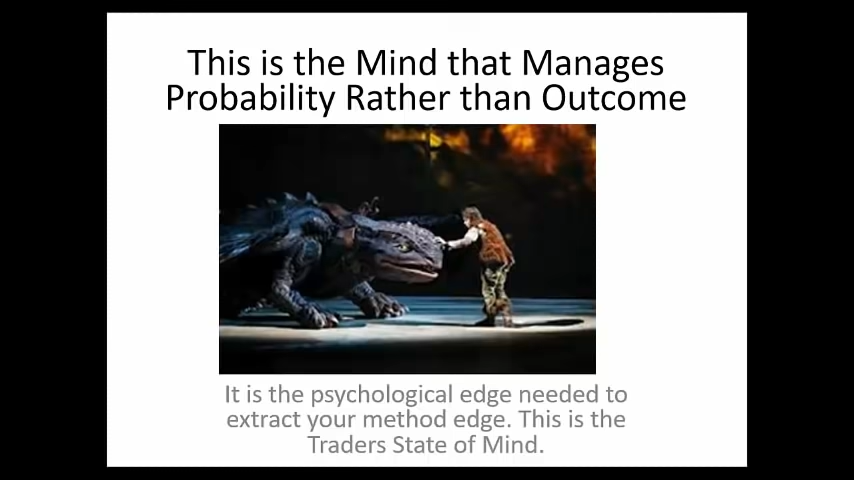 This is the Mind that Manages
Probability Rather than Outcome
It is the psychological edge needed to
extract your method edge. This is the
Traders State of Mind.